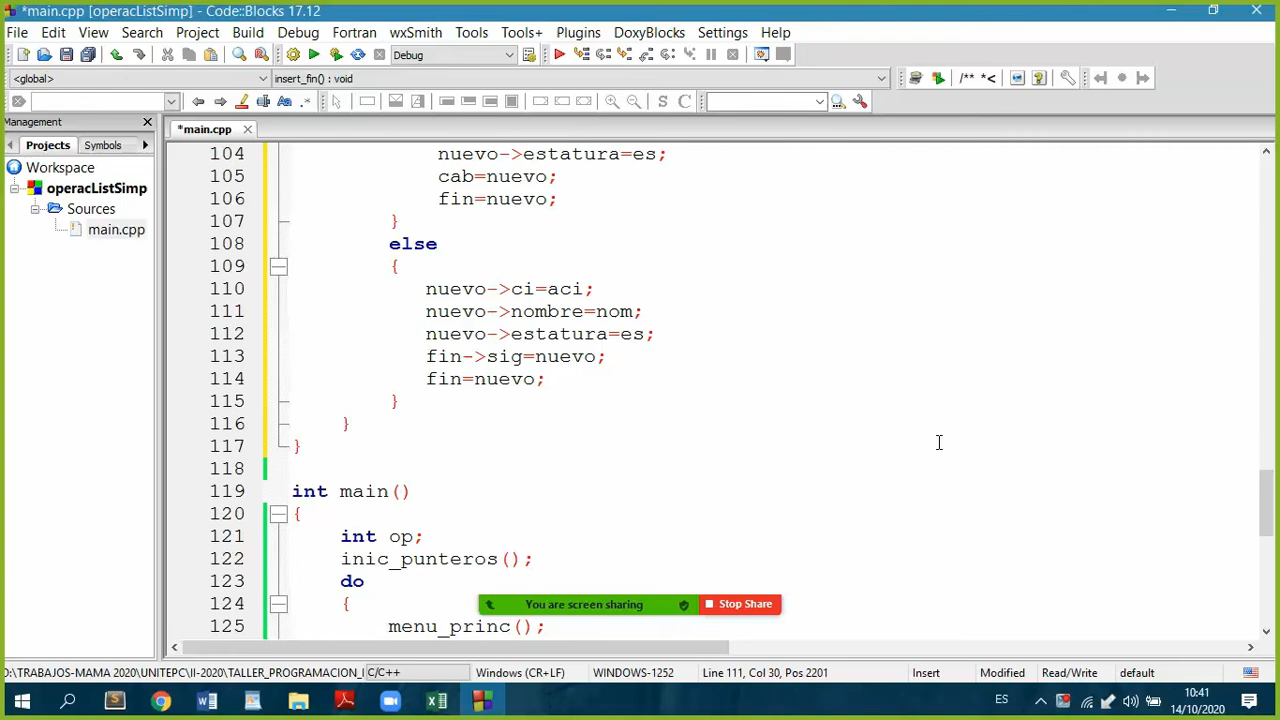 *main.cpp [operacListSimp] - Code::Blocks 17.12
File Edit View Search Project Build Debug Fortran wxSmith Tools Tools+ Plugins DoxyBlocks Settings Help
Debug
<global> insert_fin() : void /** *<
Aa .* S C
Management
*main.cpp
Projects Symbols
Workspace
operacListSimp
Sources
main.cpp
104 nuevo->estatura=es;
105 cab=nuevo;
106 fin=nuevo;
107 }
108 else
109 {
110 nuevo->ci=aci;
111 nuevo->nombre=nom;
112 nuevo->estatura=es;
113 fin->sig=nuevo;
114 fin=nuevo;
115 }
116 }
117 }
118
119 int main()
120 {
121 int op;
122 inic_punteros();
123 do
124 {
You are screen sharing Stop Share
125 menu_princ();
D:\TRABAJOS-MAMA 2020\UNITEPC\II-2020\TALLER_PROGRAMACION_I C/C++ Windows (CR+LF) WINDOWS-1252 Line 111, Col 30, Pos 2201 Insert Modified Read/Write default
ES 10:41
14/10/2020